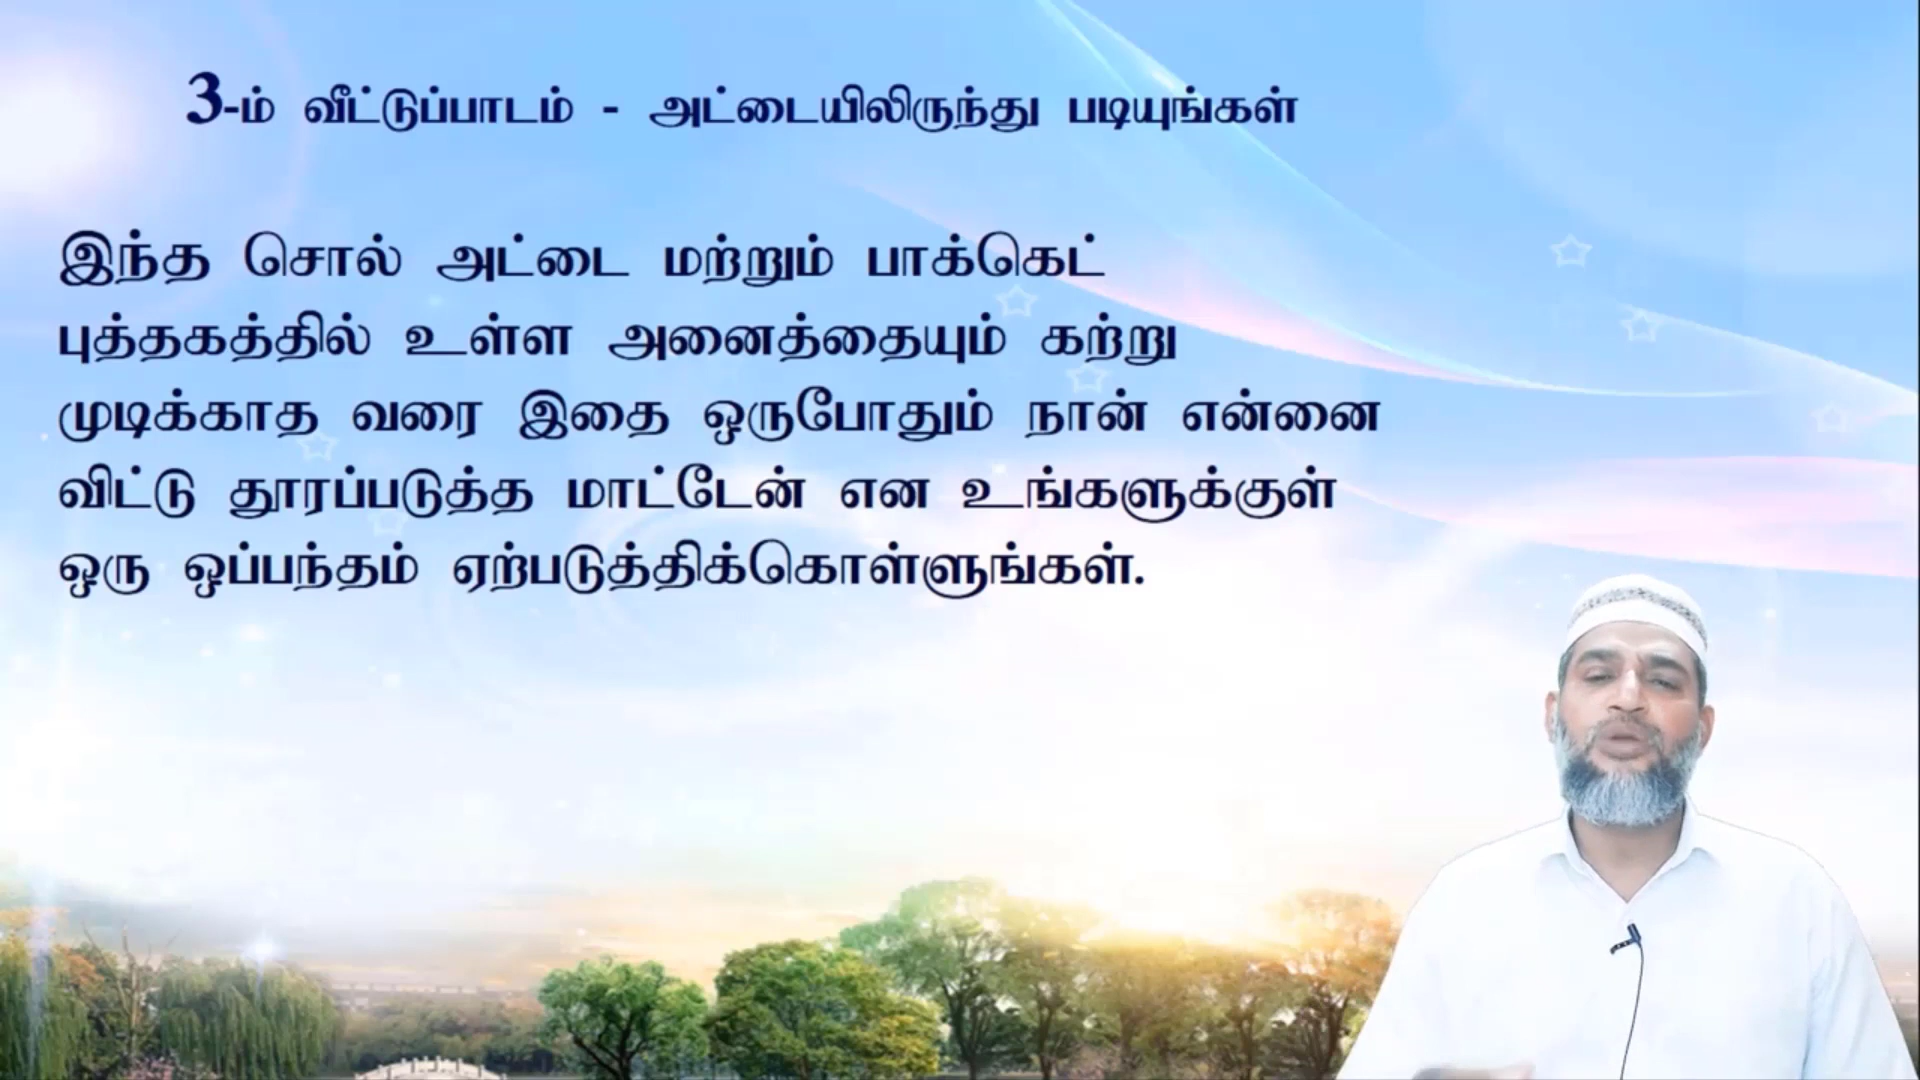 3-ம் வீட்டுப்பாடம் - அட்டையிலிருந்து படியுங்கள்
இந்த சொல் அட்டை மற்றும் பாக்கெட்
புத்தகத்தில் உள்ள அனைத்தையும் கற்று
முடிக்காத வரை இதை ஒருபோதும் நான் என்னை
விட்டு தூரப்படுத்த மாட்டேன் என உங்களுக்குள்
ஒரு ஒப்பந்தம் ஏற்படுத்திக்கொள்ளுங்கள்.